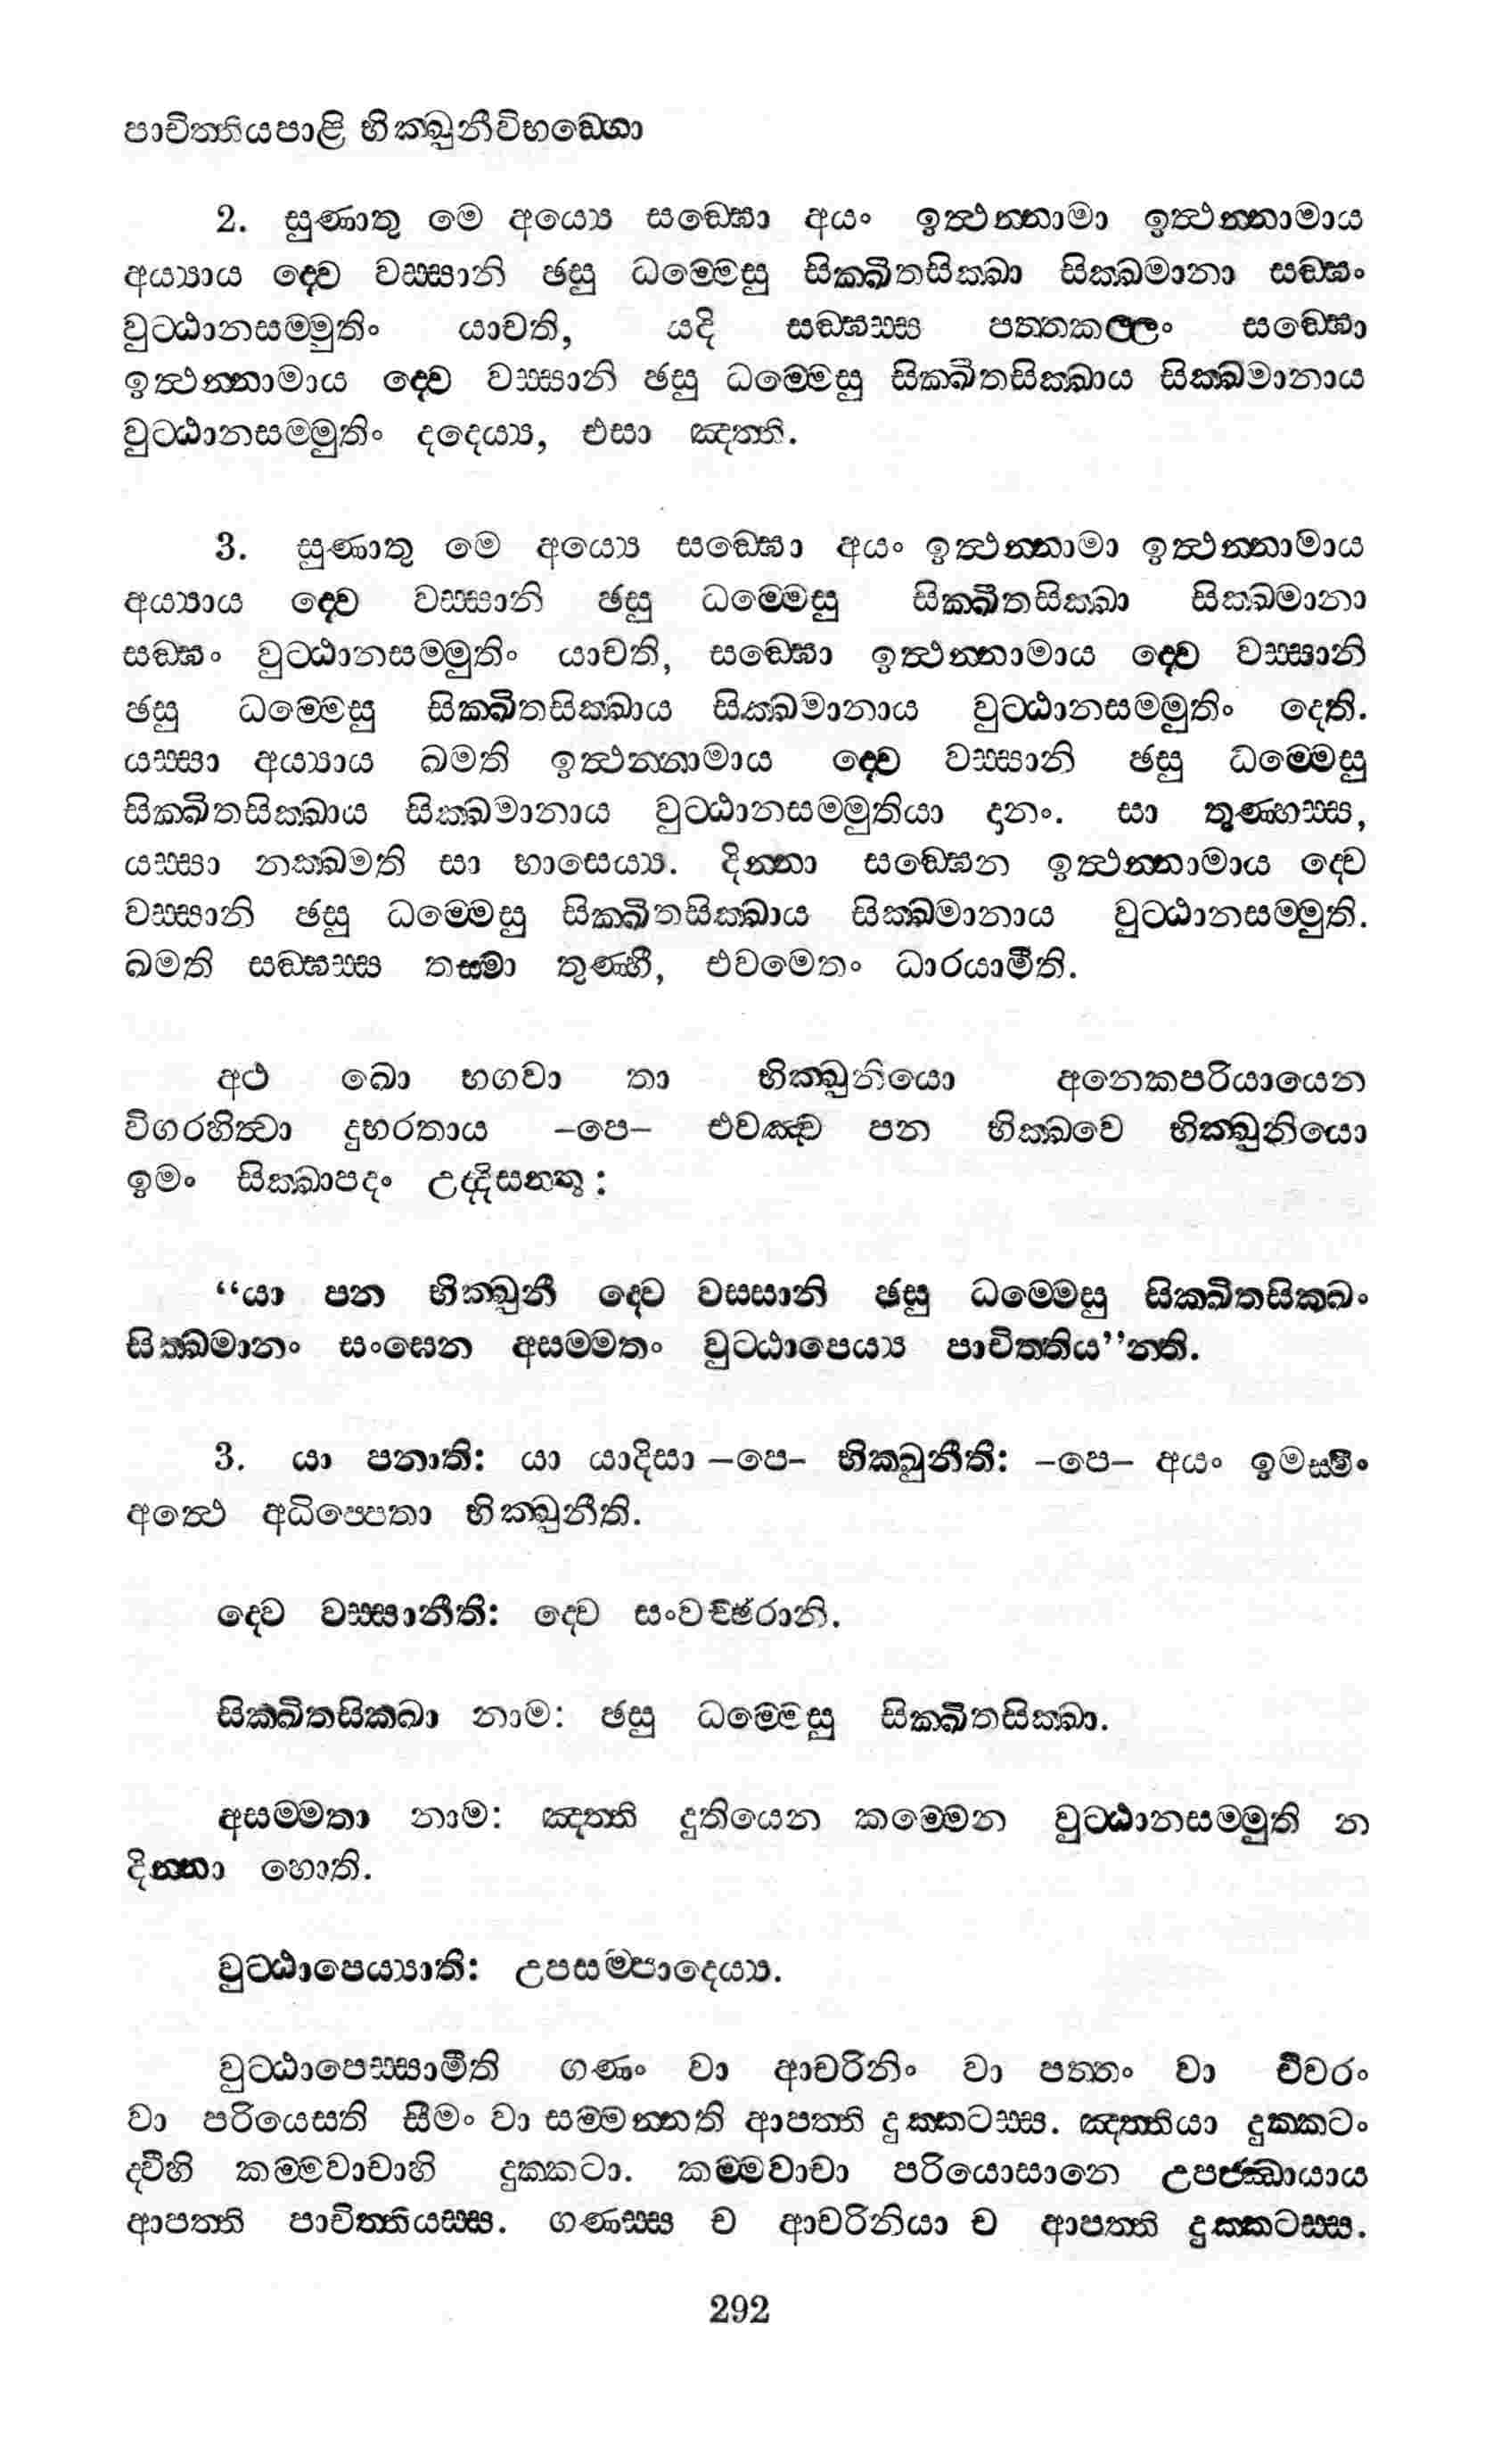 පාචිත්තියපාළි භික්ඛුනීවිභඞ්ගො
2. සුණාතු මෙ අය්යෙ සඞ්ඝො අයං ඉත්ථන්නාමා ඉත්ථන්නාමාය
අය්යාය ද්වෙ වස්සානි ඡසු ධම්මෙසු සික්ඛිතසික්ඛා සික්ඛමානා සඞ්ඝං
වුට්ඨානසම්මුතිං යාචති, යදි සඞ්ඝස්ස පත්තකල්ලං සඞ්ඝො
ඉත්ථන්නාමාය ද්වෙ වස්සානි ඡසු ධම්මෙසු සික්ඛිතසික්ඛාය සික්ඛමානාය
වුට්ඨානසම්මුතිං දදෙය්ය, එසා ඤත්ති.
3. සුණාතු මෙ අය්යෙ සඞ්ඝො අයං ඉත්ථන්නාමා ඉත්ථන්නාමාය
අය්යාය ද්වෙ වස්සානි ඡසු ධම්මෙසු සික්ඛිතසික්ඛා සික්ඛමානා
සඞ්ඝං වුට්ඨානසම්මුතිං යාචති, සඞ්ඝො ඉත්ථන්නාමාය ද්වෙ වස්සානි
ඡසු ධම්මෙසු සික්ඛිතසික්ඛාය සික්ඛමානාය වුට්ඨානසම්මුතිං දෙති.
යස්සා අය්යාය ඛමති ඉත්ථන්නාමාය ද්වෙ වස්සානි ඡසු ධම්මෙසු
සික්ඛිතසික්ඛාය සික්ඛමානාය වුට්ඨානසම්මුතියා දානං. සා තුණ්හස්ස,
යස්සා නක්ඛමති සා භාසෙය්ය. දින්නා සඞ්ඝෙන ඉත්ථන්නාමාය ද්වෙ
වස්සානි ඡසු ධම්මෙසු සික්ඛිතසික්ඛාය සික්ඛමානාය වුට්ඨානසම්මුති.
ඛමති සඞ්ඝස්ස තස්මා තුණ්හී, එවමෙතං ධාරයාමීති.
අථ ඛො භගවා තා භික්ඛුනියො අනෙකපරියායෙන
විගරහිත්වා දුභරතාය –පෙ– එවඤ්ච පන භික්ඛවෙ භික්ඛුනියො
ඉමං සික්ඛාපදං උද්දිසන්තු :
“යා පන භික්ඛුනී ද්වෙ වස්සානි ඡසු ධම්මෙසු සික්ඛිතසික්ඛං
සික්ඛමානං සංඝෙන අසම්මතං වුට්ඨාපෙය්ය පාචිත්තිය”න්ති.
3. යා පනාති: යා යාදිසා –පෙ– භික්ඛුනීති: –පෙ– අයං ඉමස්මිං
අත්ථෙ අධිප්පෙතා භික්ඛුනීති.
ද්වෙ වස්සානීති: ද්වෙ සංවච්ඡරානි.
සික්ඛිතසික්ඛා නාම: ඡසු ධම්මෙසු සික්ඛිතසික්ඛා.
අසම්මතා නාම: ඤත්ති දුතියෙන කම්මෙන වුට්ඨානසම්මුති න
දින්නා හොති.
වුට්ඨාපෙය්යාති: උපසම්පාදෙය්ය.
වුට්ඨාපෙස්සාමීති ගණං වා ආචරිනිං වා පත්තං වා චීවරං
වා පරියෙසති සීමං වා සම්මන්නති ආපත්ති දුක්කටස්ස. ඤත්තියා දුක්කටං
ද්වීහි කම්මවාචාහි දුක්කටා. කම්මවාචා පරියොසානෙ උපජ්ඣායාය
ආපත්ති පාචිත්තියස්ස. ගණස්ස ච ආචරිනියා ච ආපත්ති දුක්කටස්ස.
292